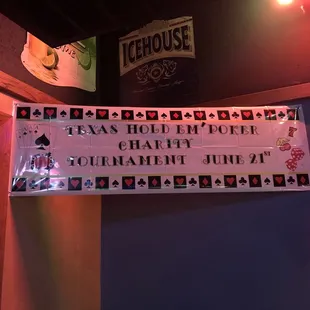 ICEHOUSE
TEXAS HOLD EM' POKER
CHARITY
TOURNAMENT JUNE 21ST